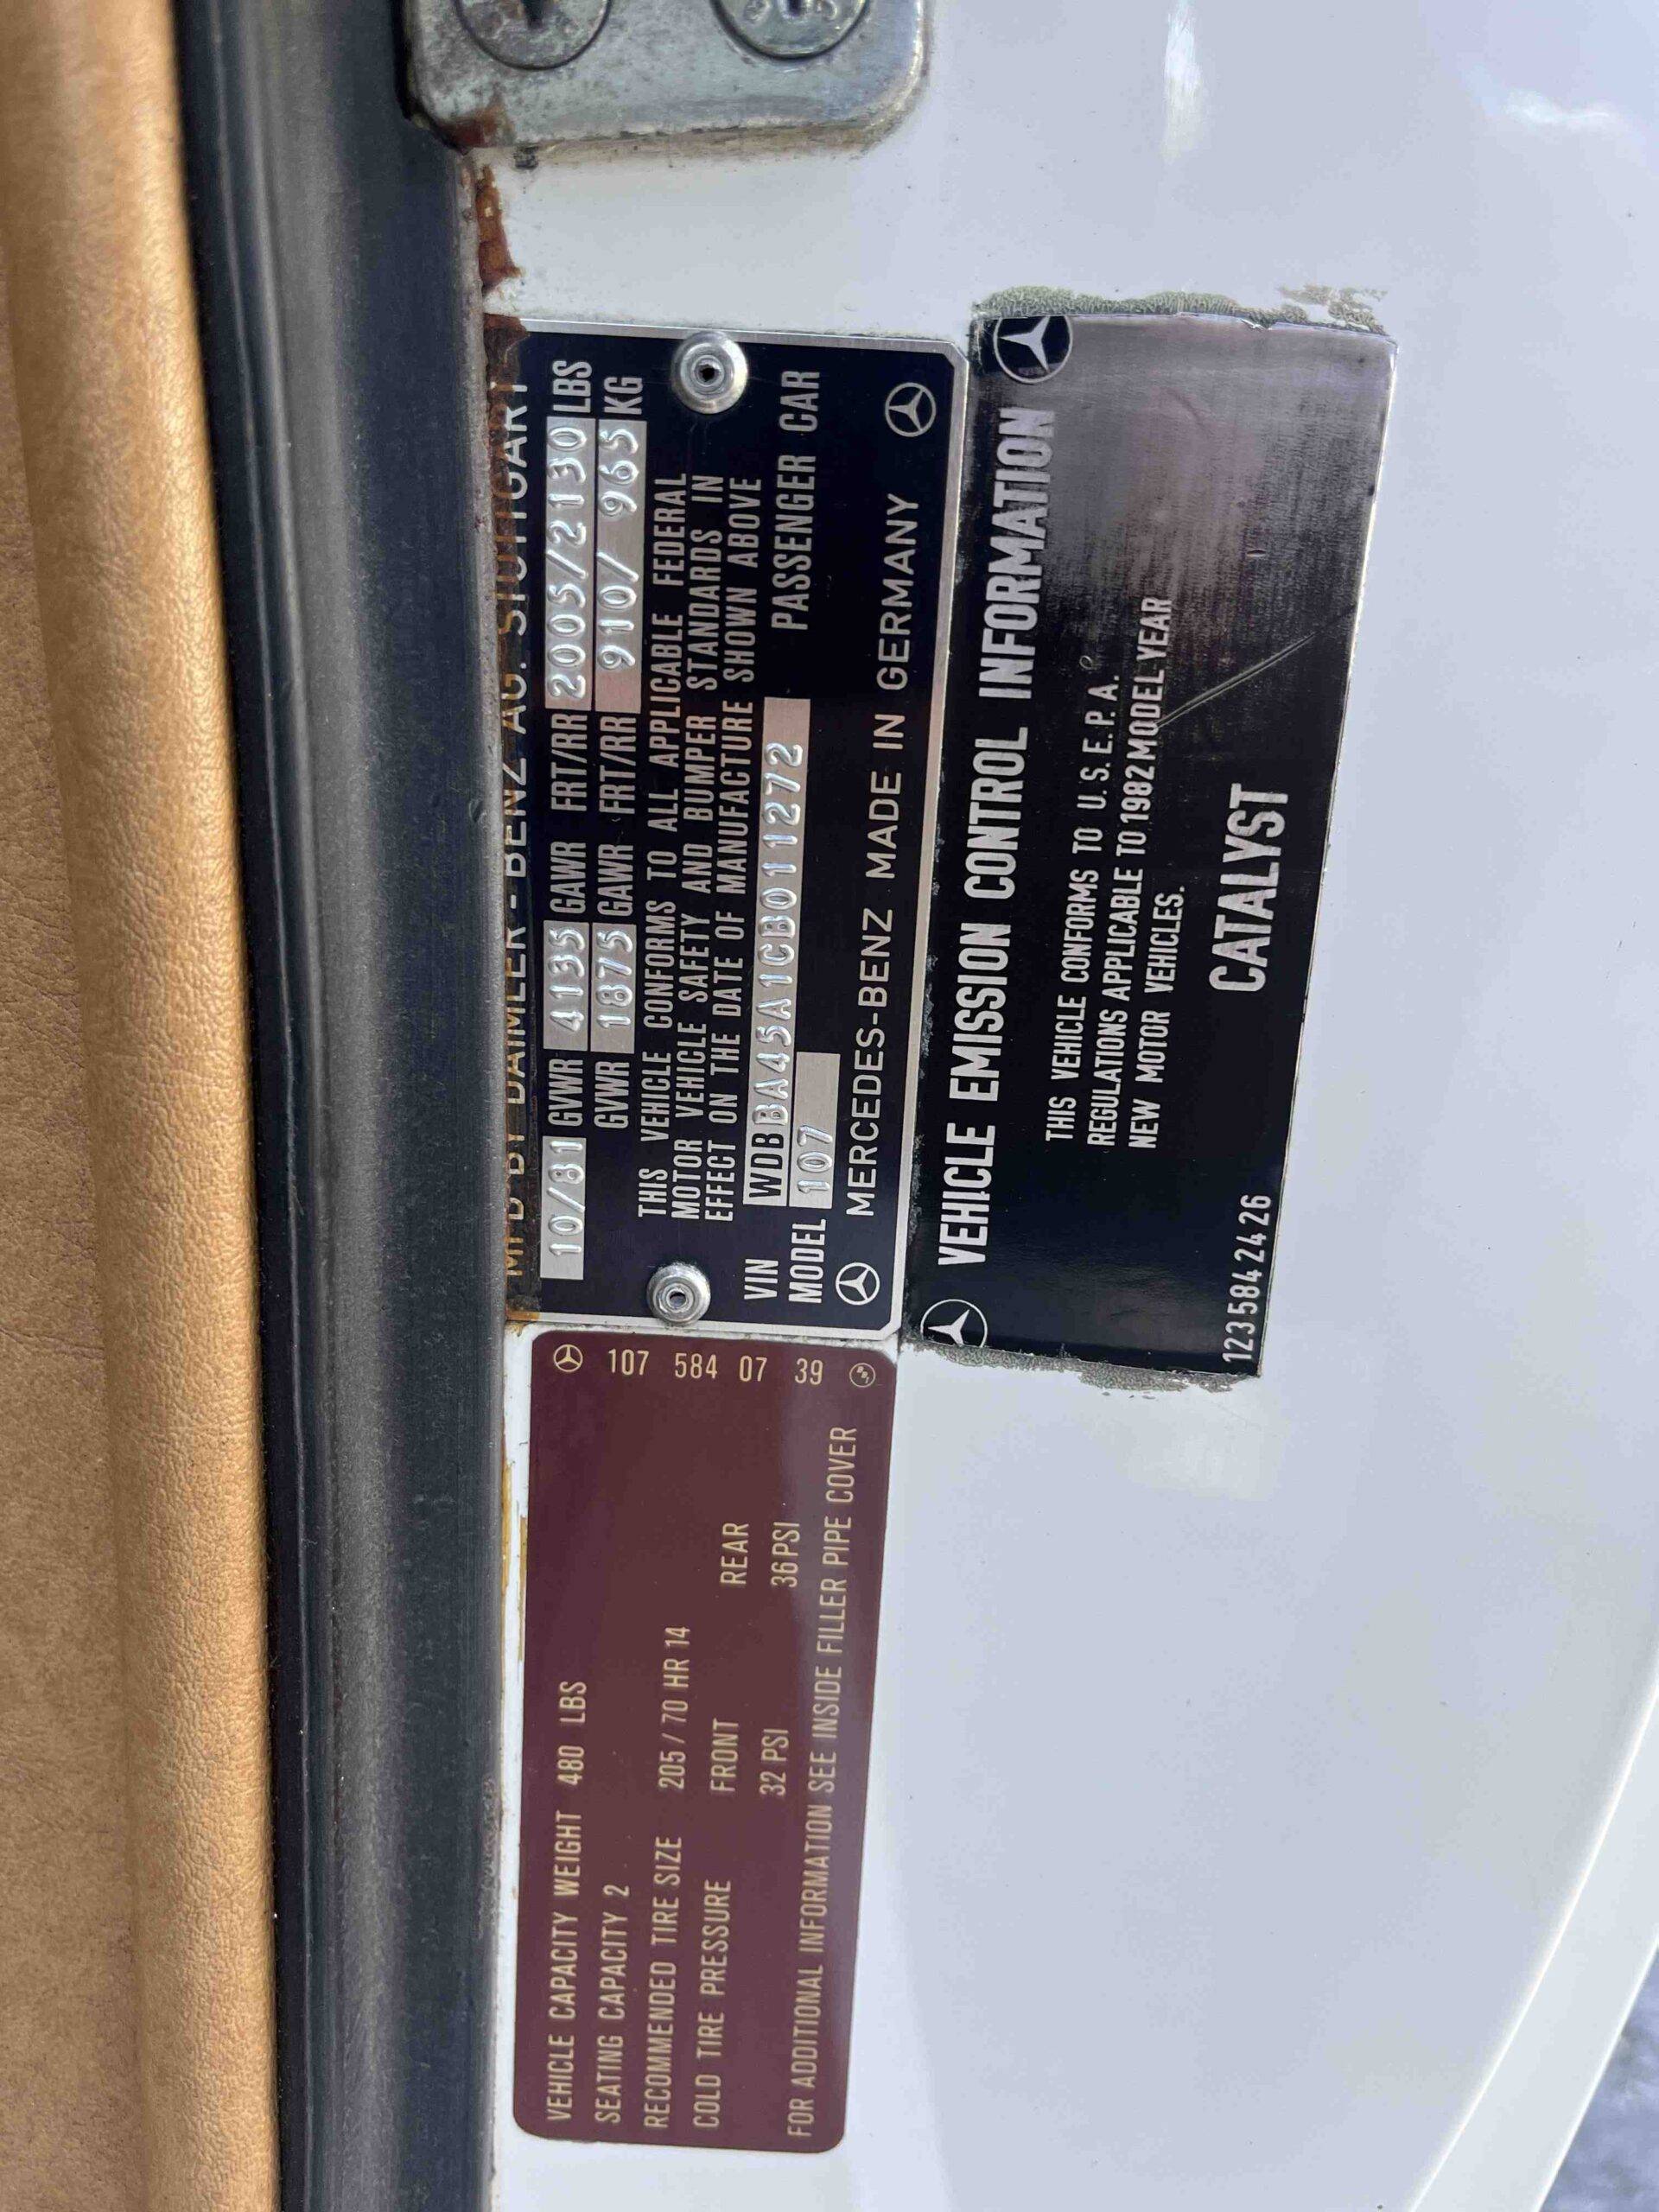 VEHICLE CAPACITY WEIGHT 480 LBS
SEATING CAPACITY 2
RECOMMENDED TIRE SIZE 205/70 HR 14
COLD TIRE PRESSURE FRONT REAR
32 PSI 36 PSI
FOR ADDITIONAL INFORMATION SEE INSIDE FILLER PIPE COVER
107 584 07 39
MFD BY DAIMLER-BENZ AG. STUTTGART
10/81 GVWR 4135 GAWR FRT/RR 2005/2130 LBS
GVWR 1875 GAWR FRT/RR 910/ 965 KG
THIS VEHICLE CONFORMS TO ALL APPLICABLE FEDERAL
MOTOR VEHICLE SAFETY AND BUMPER STANDARDS IN
EFFECT ON THE DATE OF MANUFACTURE SHOWN ABOVE
VIN WDBBA45A1CB011272
MODEL 107 PASSENGER CAR
MERCEDES-BENZ MADE IN GERMANY
VEHICLE EMISSION CONTROL INFORMATION
THIS VEHICLE CONFORMS TO U.S.E.P.A.
REGULATIONS APPLICABLE TO 1982 MODEL YEAR
NEW MOTOR VEHICLES.
CATALYST
123 584 24 26